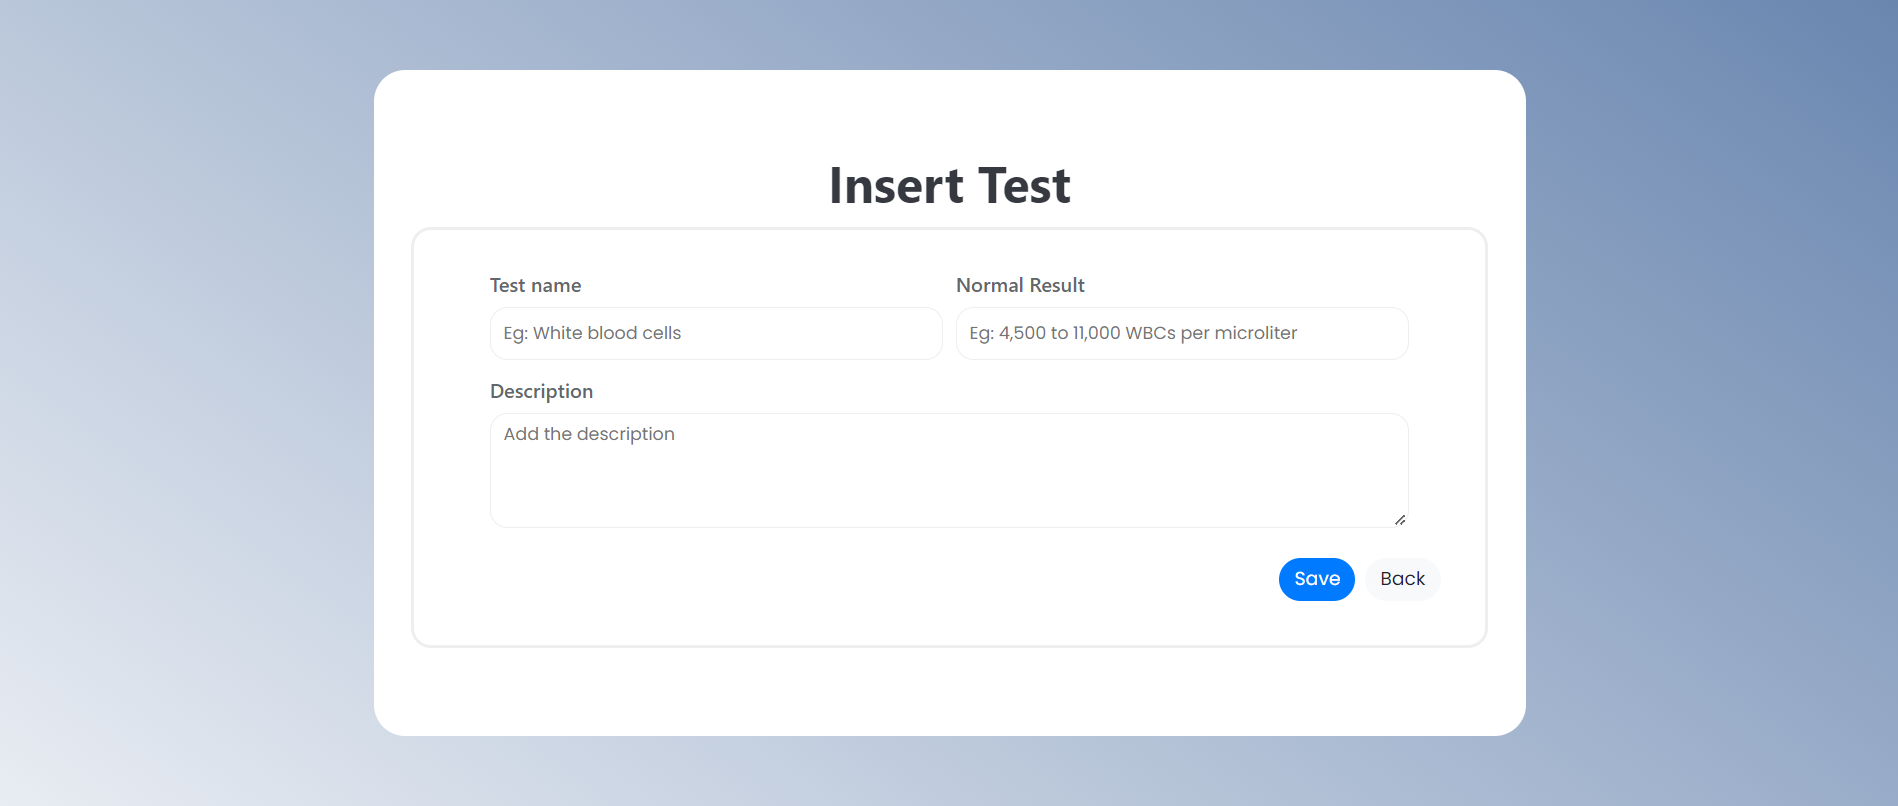 Insert Test
Test name
Normal Result
Eg: White blood cells
Eg: 4,500 to 11,000 WBCs per microliter
Description
Add the description
Save
Back